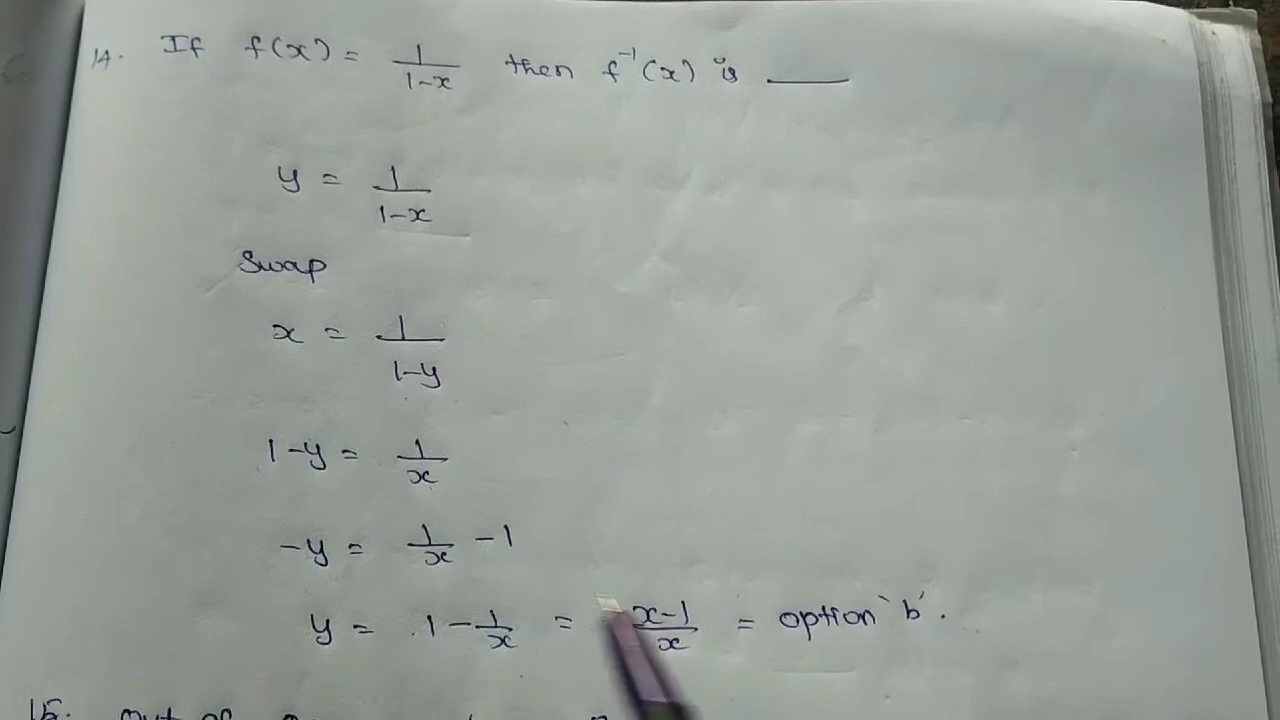 14. If f(x) = 1/(1-x) then f⁻¹(x) is ____
y = 1/(1-x)
Swap
x = 1/(1-y)
1-y = 1/x
-y = 1/x - 1
y = 1 - 1/x = x-1/x = option 'b'.
15.